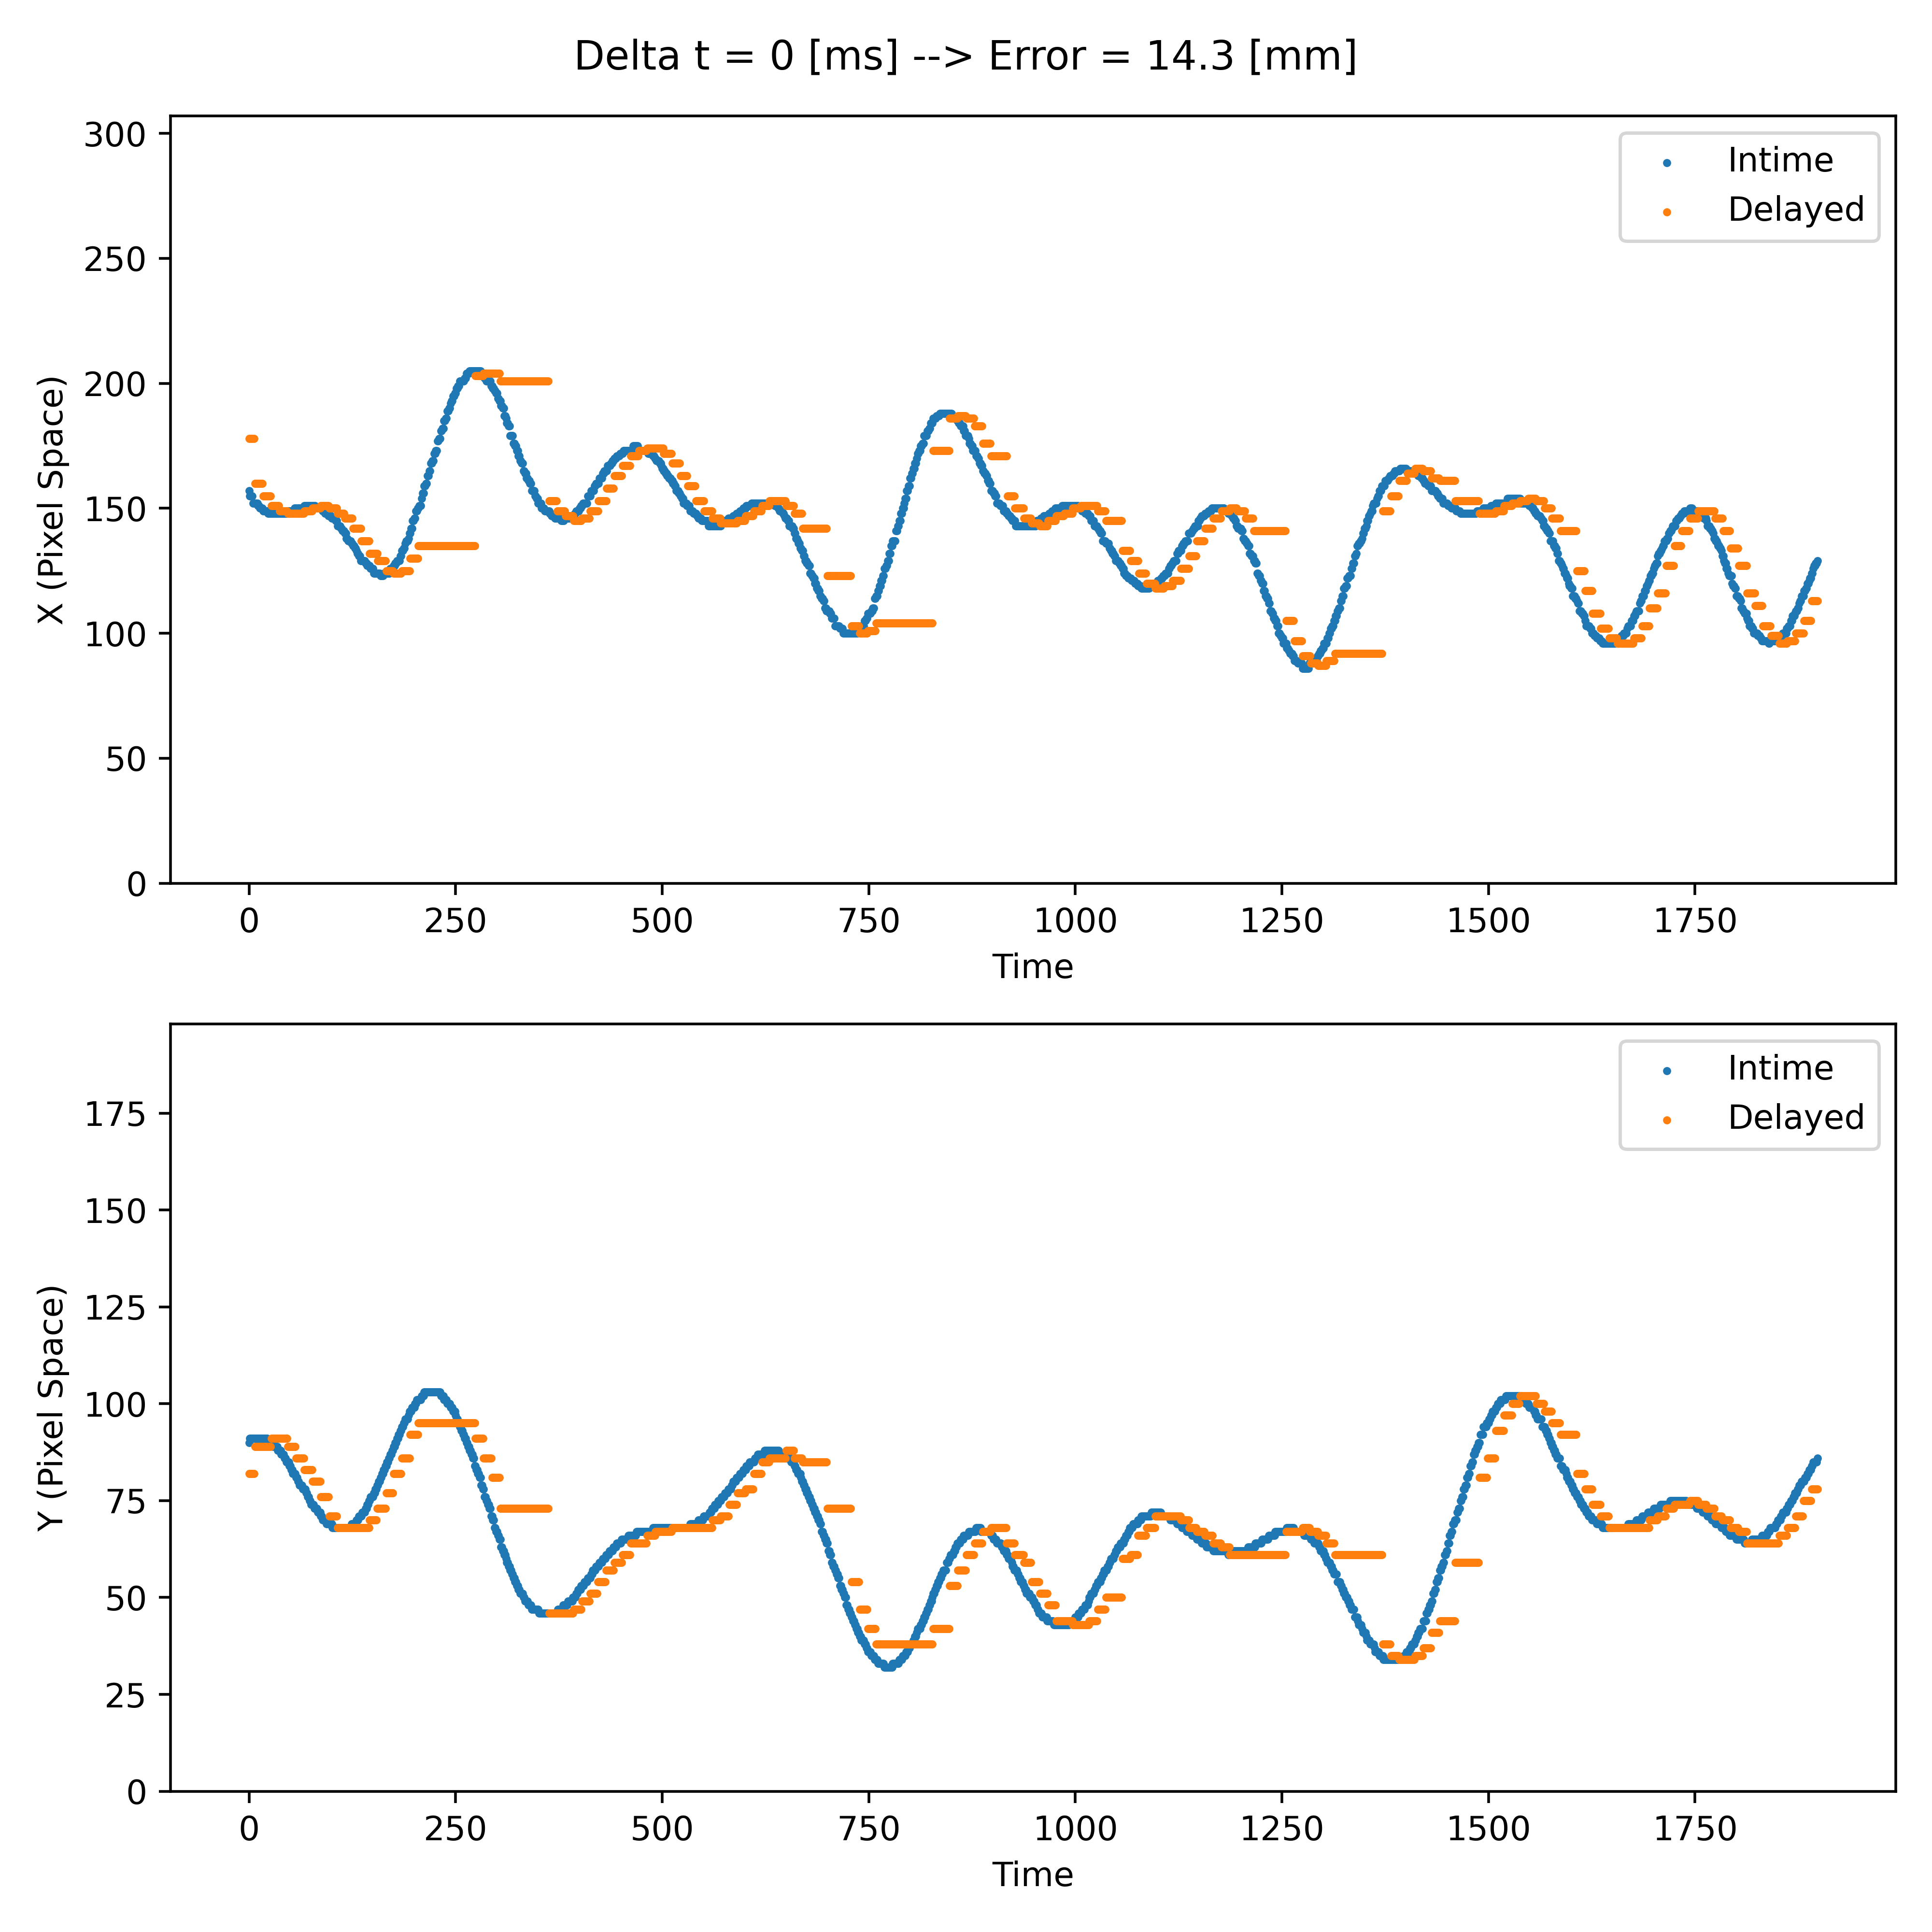 Delta t = 0 [ms] --> Error = 14.3 [mm]
300
250
200
150
100
50
0
X (Pixel Space)
Intime
Delayed
0 250 500 750 1000 1250 1500 1750
Time
175
150
125
100
75
50
25
0
Y (Pixel Space)
Intime
Delayed
0 250 500 750 1000 1250 1500 1750
Time